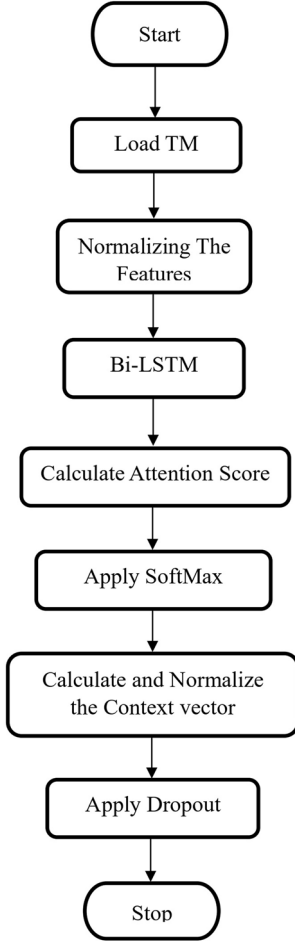 Start
Load TM
Normalizing The
Features
Bi-LSTM
Calculate Attention Score
Apply SoftMax
Calculate and Normalize
the Context vector
Apply Dropout
Stop